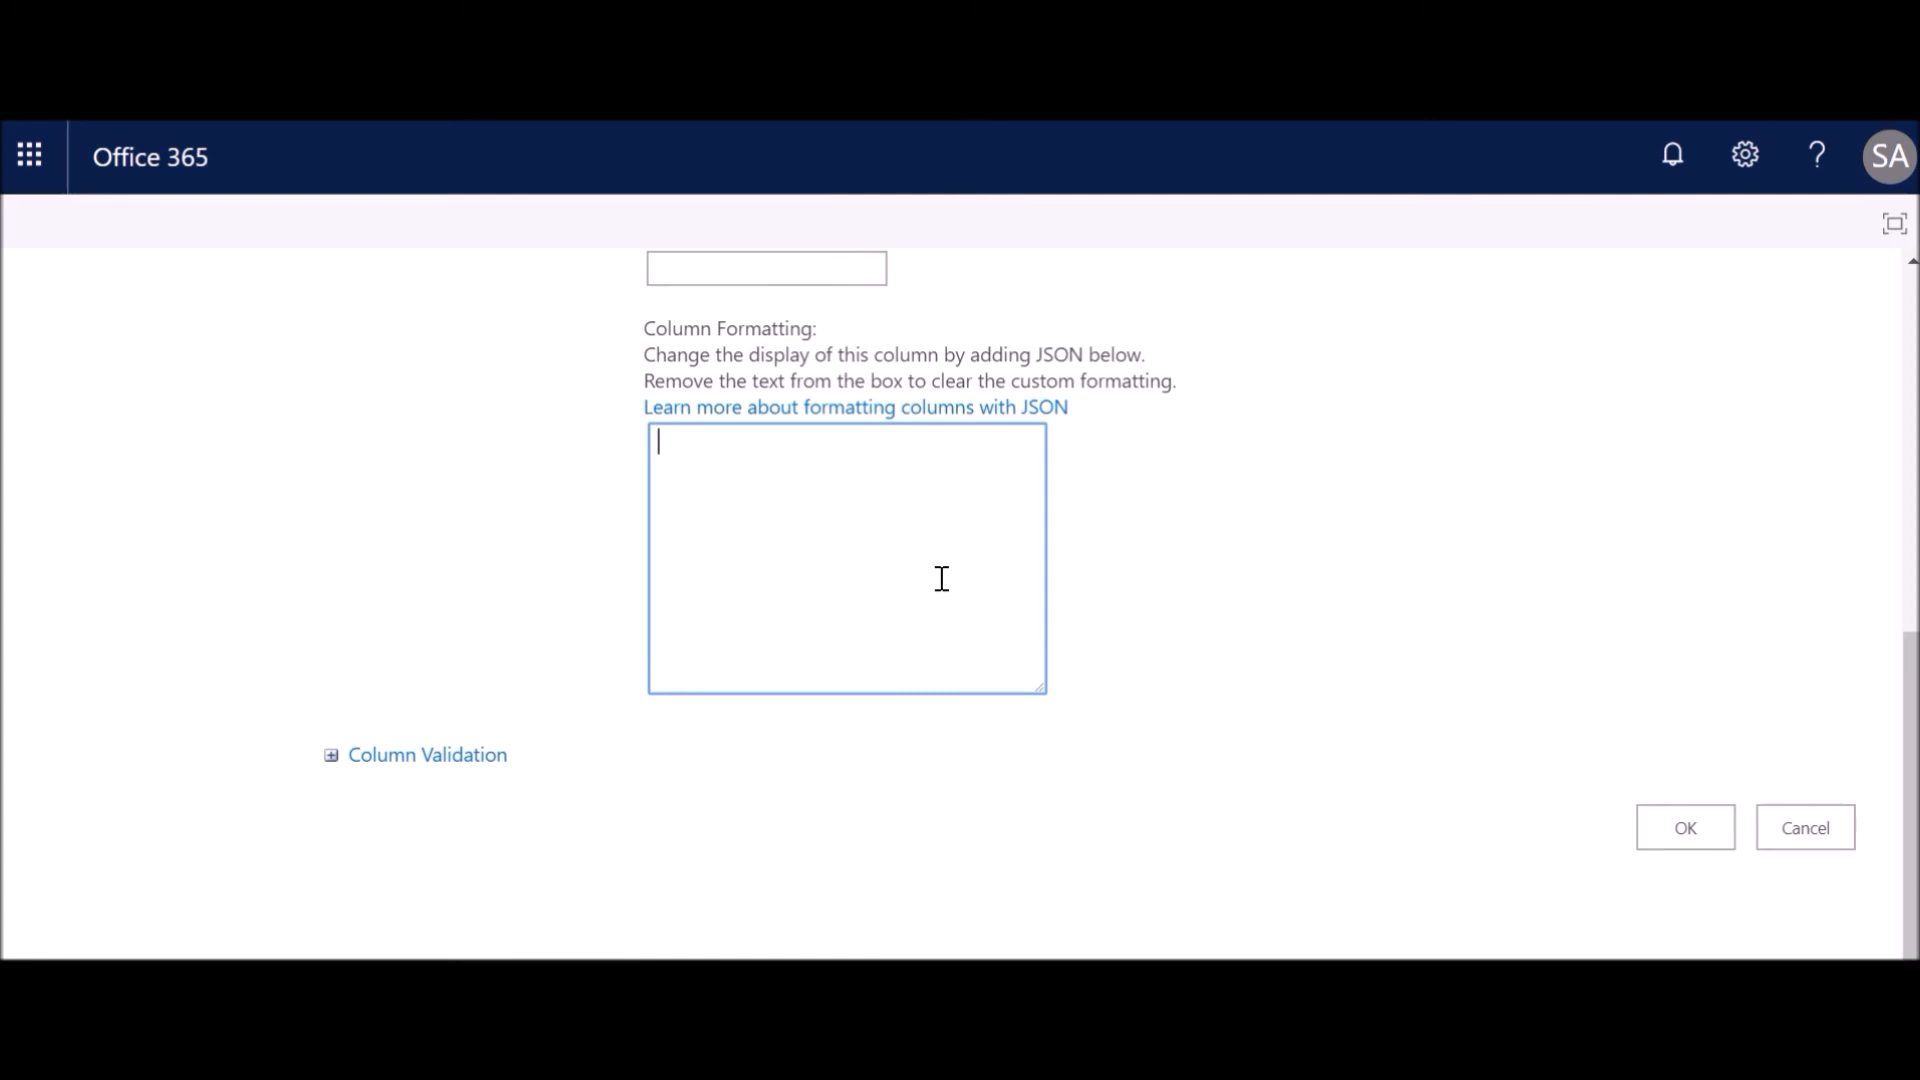 Office 365
?
SA
Column Formatting:
Change the display of this column by adding JSON below.
Remove the text from the box to clear the custom formatting.
Learn more about formatting columns with JSON
Column Validation
OK
Cancel